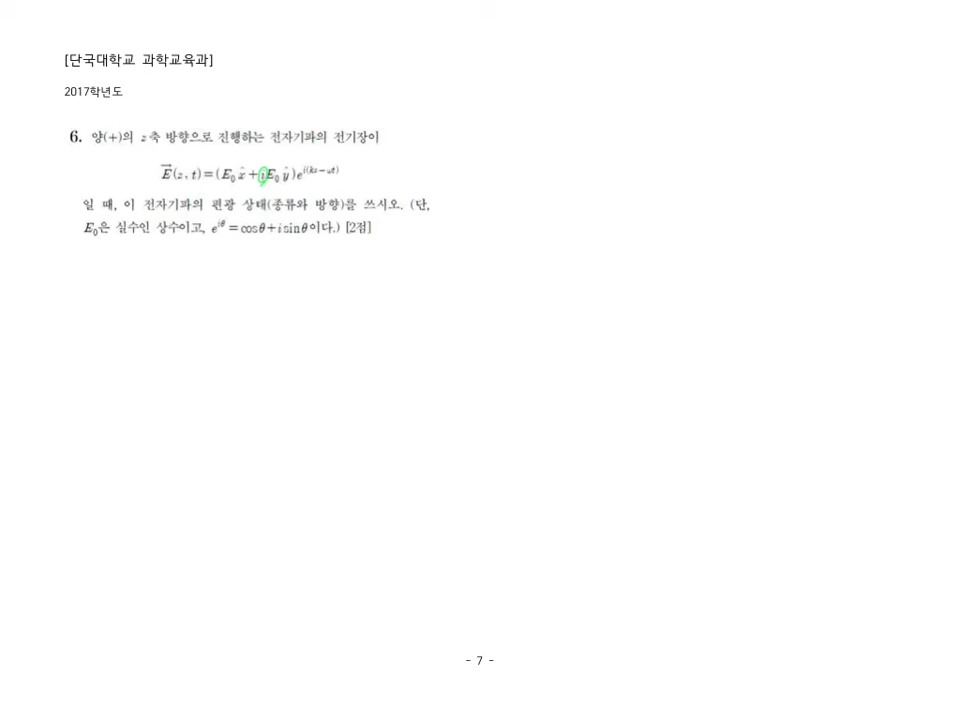 [단국대학교 과학교육과]
2017학년도
6. 양(+)의 z축 방향으로 진행하는 전자기파의 전기장이
E⃗(z, t)=(E₀x̂+iE₀ŷ)e^{i(kz-ωt)}
일 때, 이 전자기파의 편광 상태(종류와 방향)를 쓰시오. (단,
E₀은 실수인 상수이고, e^{iθ}=cosθ+isinθ이다.) [2점]
- 7 -